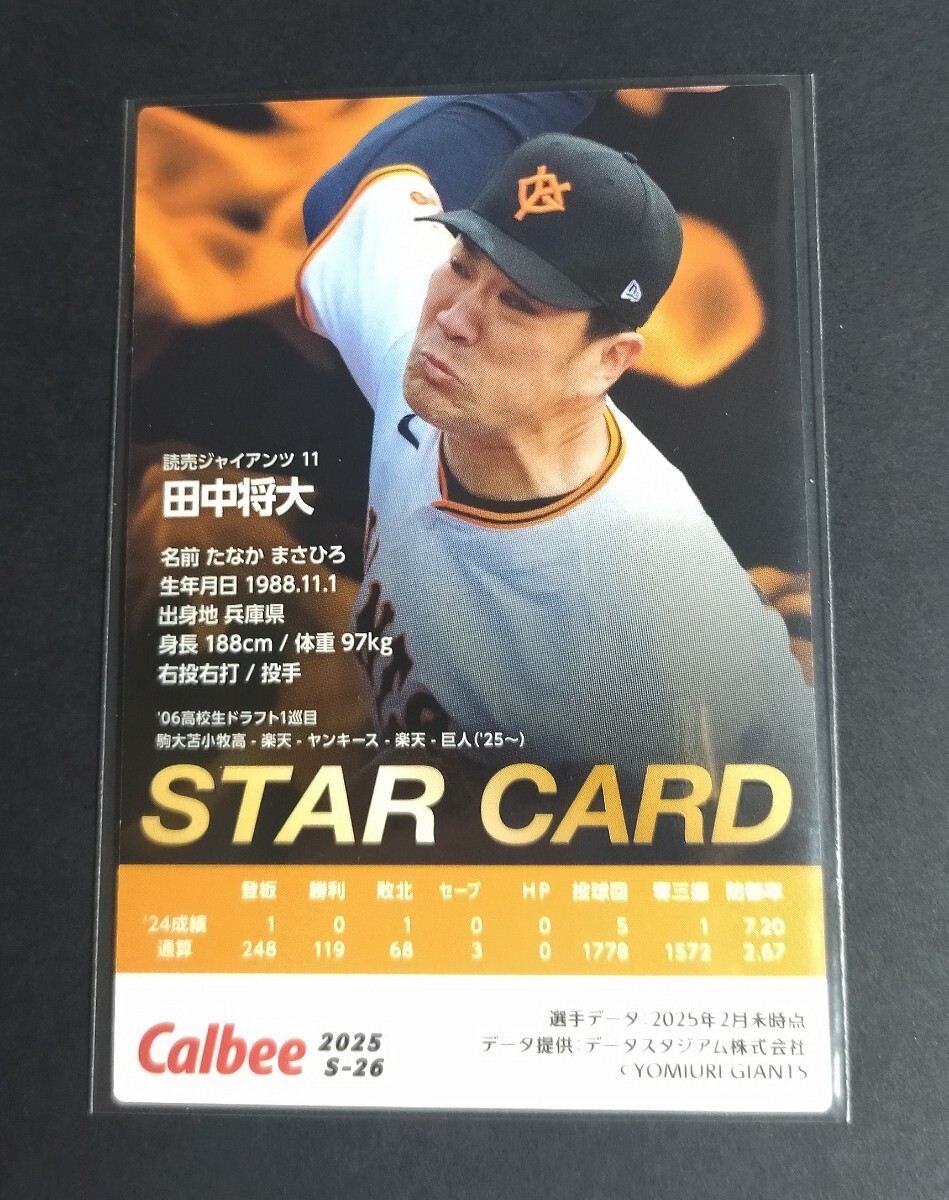 読売ジャイアンツ 11
田中将大
名前 たなか まさひろ
生年月日 1988.11.1
出身地 兵庫県
身長 188cm / 体重 97kg
右投右打 / 投手
'06高校生ドラフト1巡目
駒大苫小牧高 - 楽天 - ヤンキース - 楽天 - 巨人('25〜)
STAR CARD
登板 勝利 敗北 セーブ HP 投球回 奪三振 防御率
'24成績 1 0 1 0 0 5 1 7.20
通算 248 119 68 3 0 1778 1572 2.67
Calbee 2025 S-26
選手データ:2025年2月末時点
データ提供:データスタジアム株式会社
©YOMIURI GIANTS